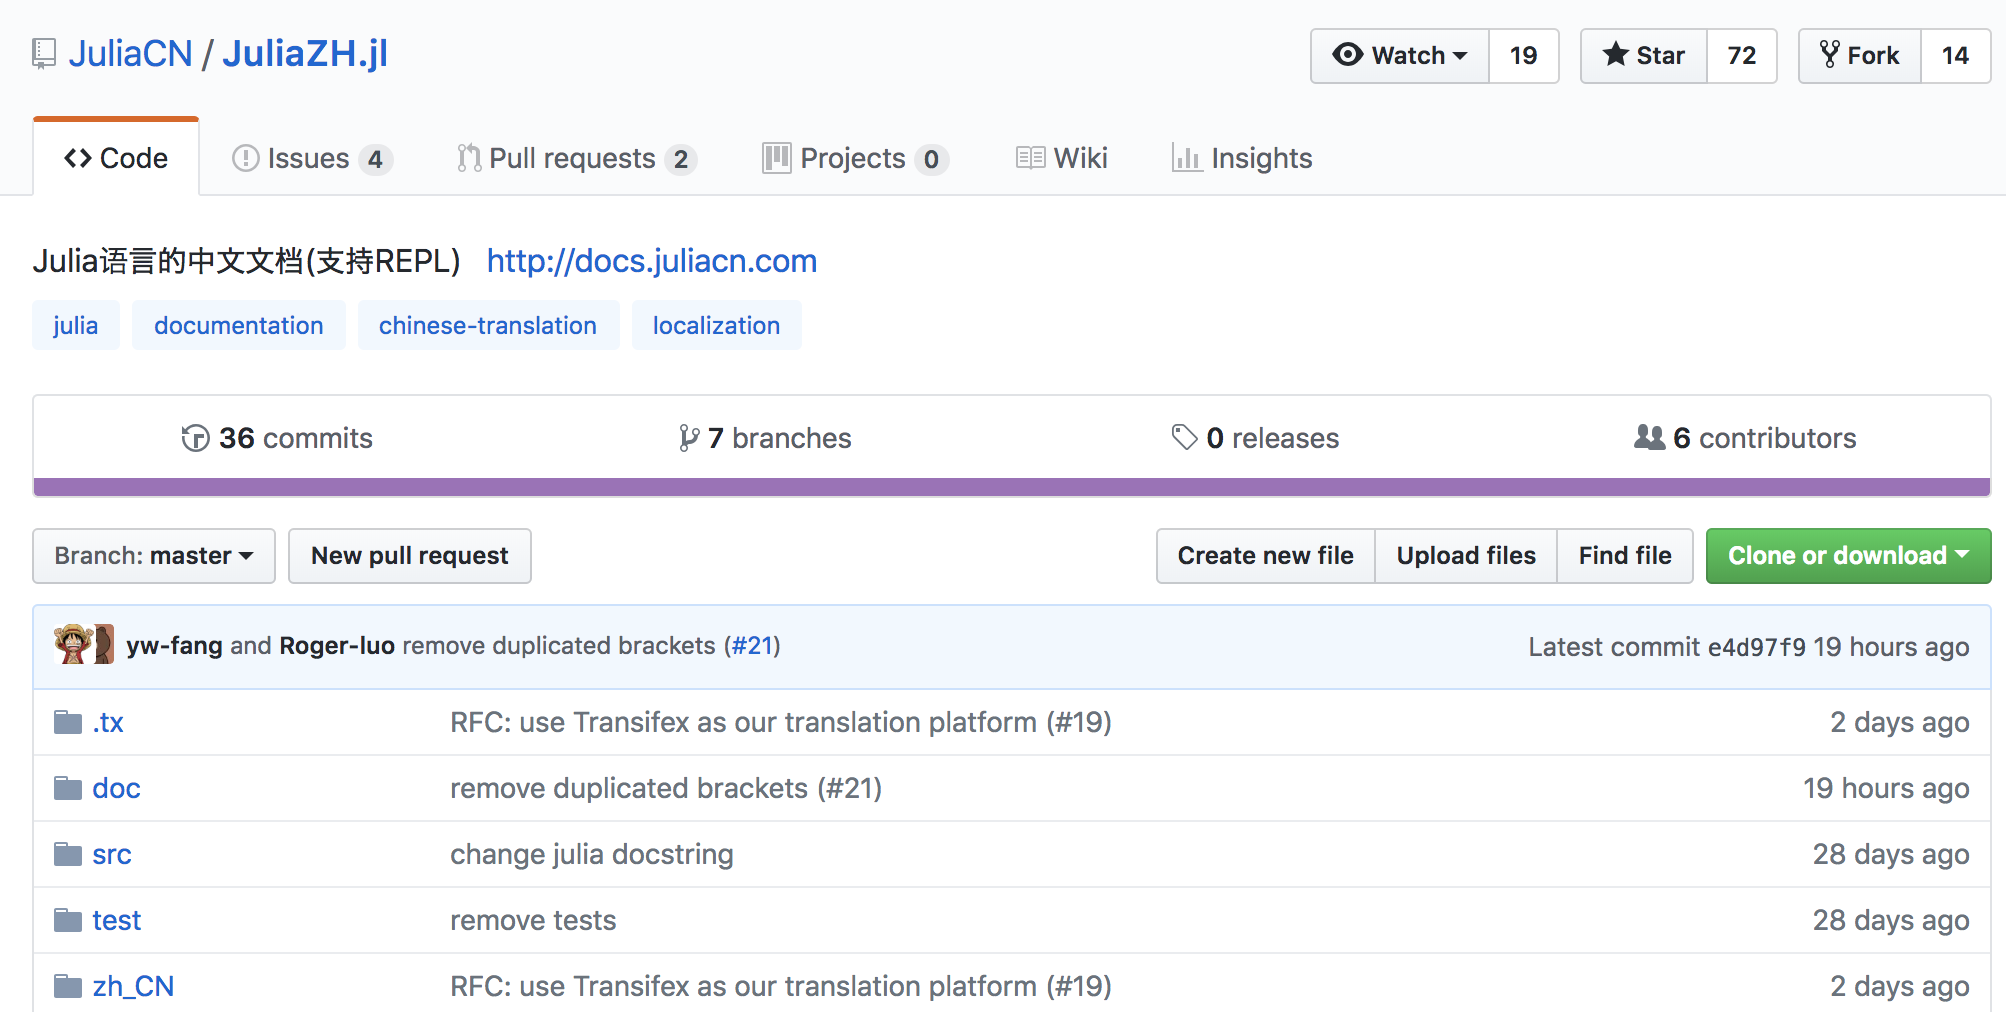 JuliaCN / JuliaZH.jl
Watch 19 Star 72 Fork 14
Code Issues 4 Pull requests 2 Projects 0 Wiki Insights
Julia语言的中文文档(支持REPL) http://docs.juliacn.com
julia documentation chinese-translation localization
36 commits 7 branches 0 releases 6 contributors
Branch: master New pull request Create new file Upload files Find file Clone or download
yw-fang and Roger-luo remove duplicated brackets (#21) Latest commit e4d97f9 19 hours ago
.tx RFC: use Transifex as our translation platform (#19) 2 days ago
doc remove duplicated brackets (#21) 19 hours ago
src change julia docstring 28 days ago
test remove tests 28 days ago
zh_CN RFC: use Transifex as our translation platform (#19) 2 days ago